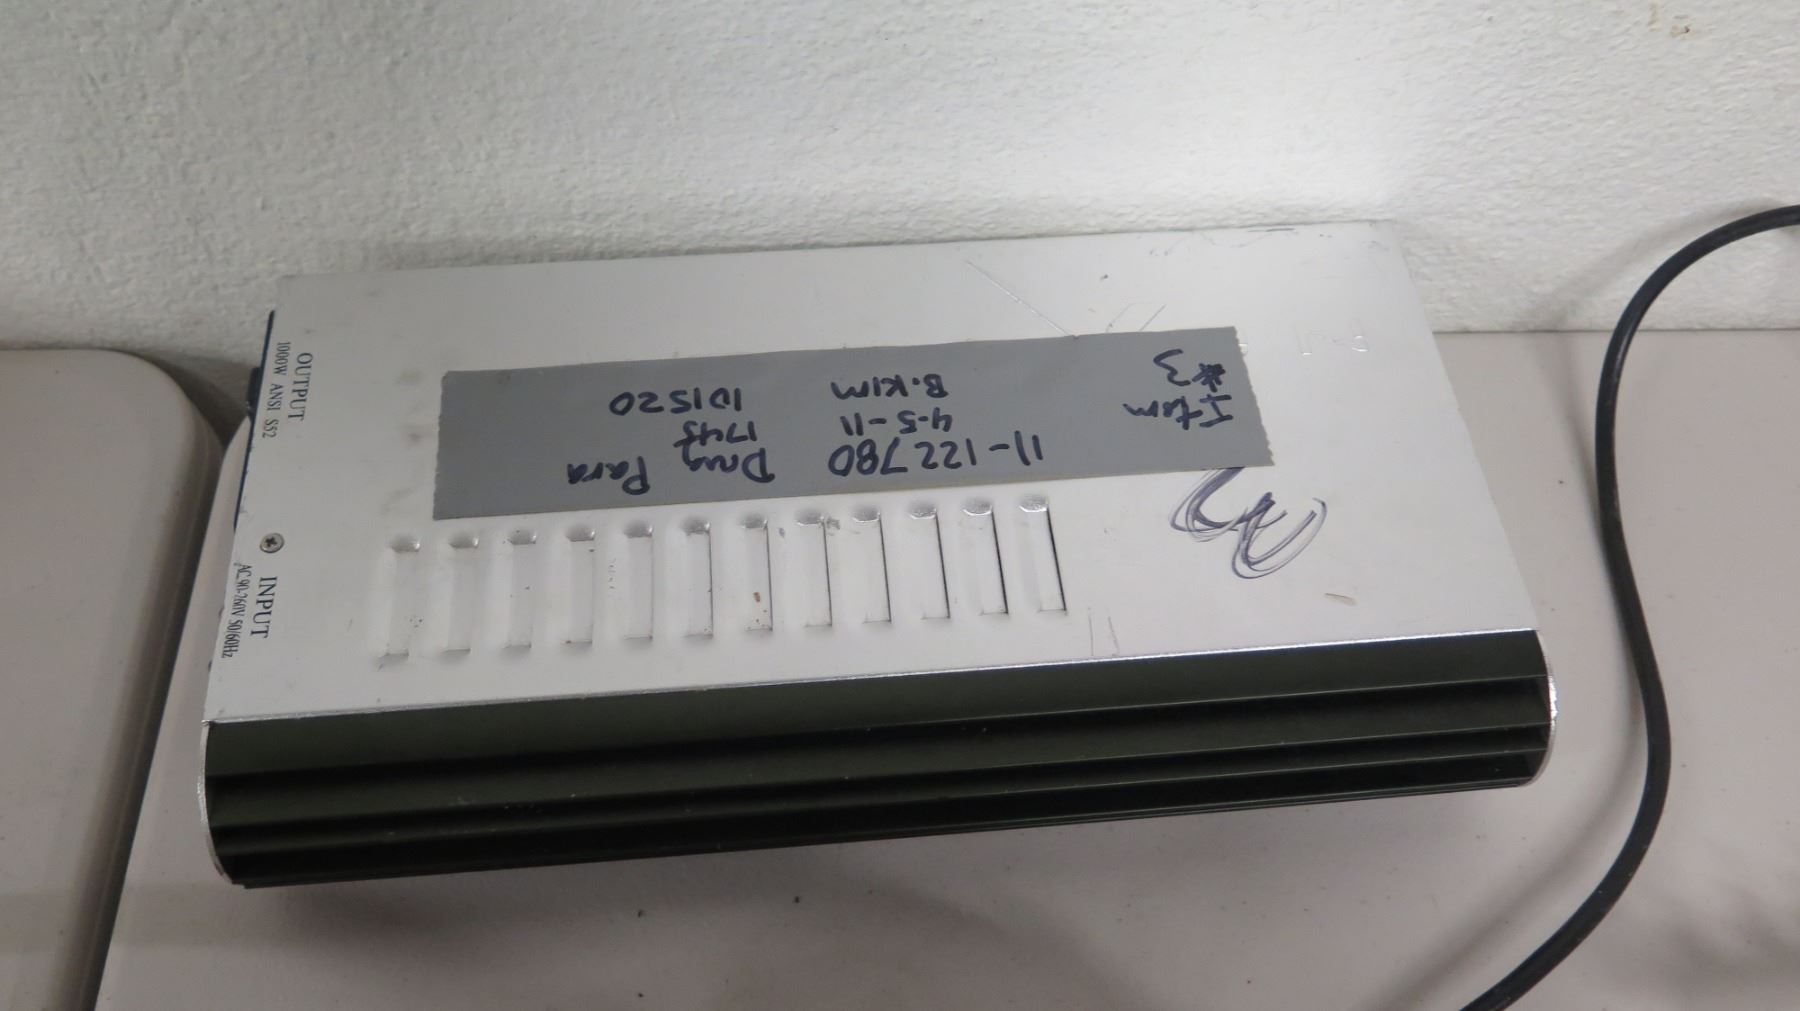 11-122780 Drug Para
4-5-11 1745
B.KIM 101520
Item
#3
OUTPUT
1000W ANSI S52
INPUT
AC 90-260V 50/60Hz